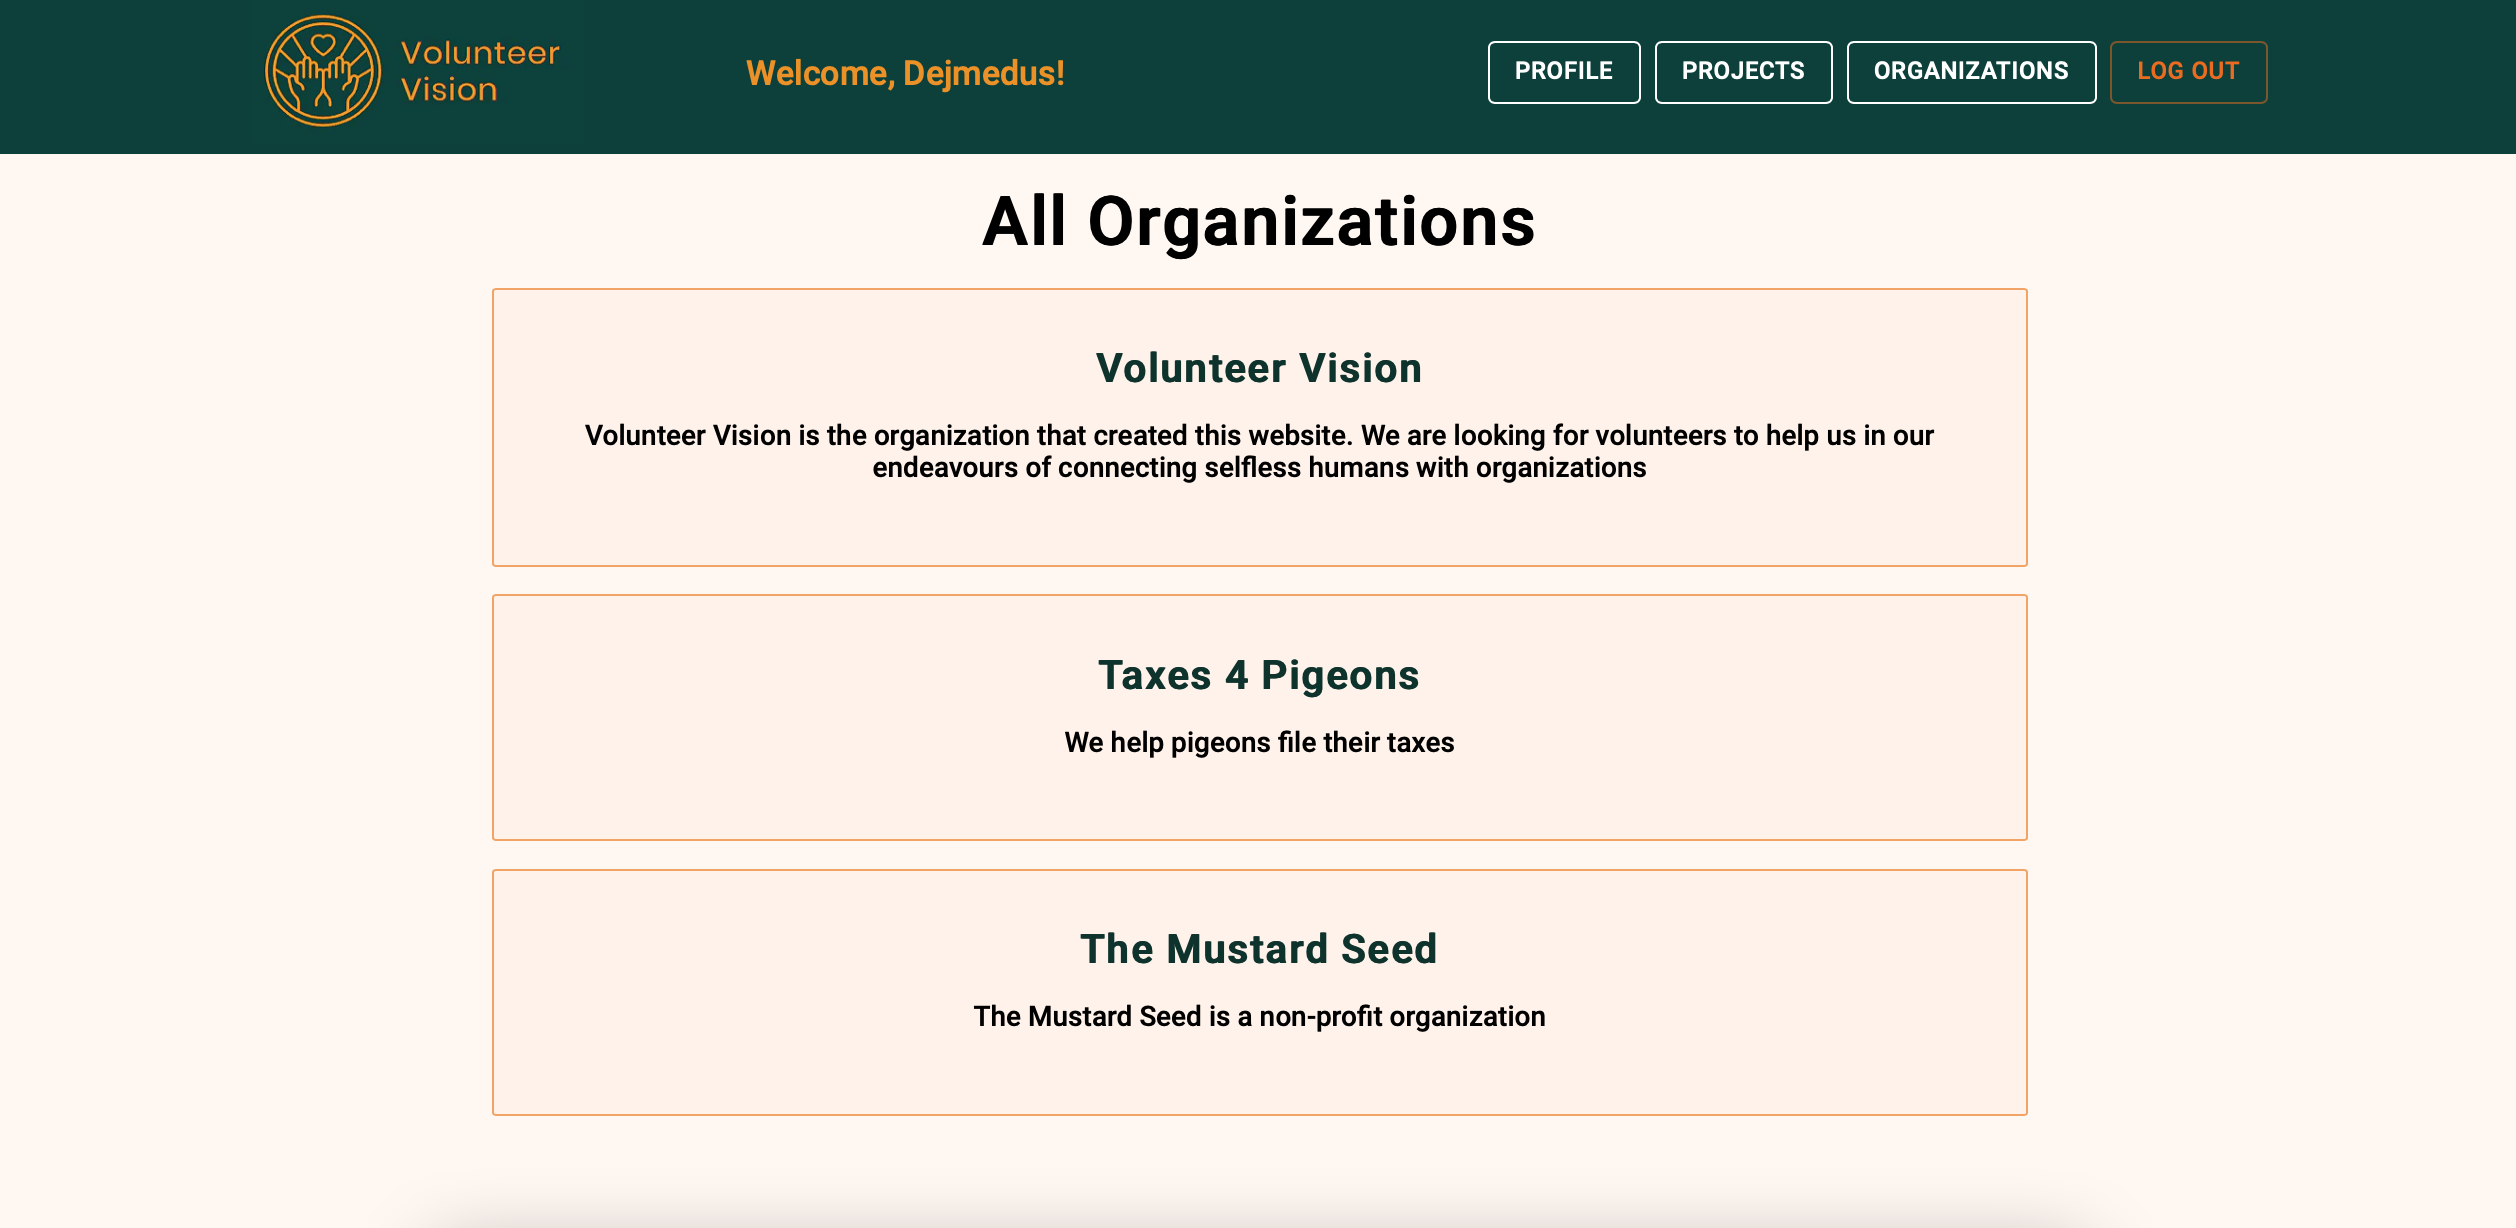 Volunteer
Vision
Welcome, Dejmedus!
PROFILE
PROJECTS
ORGANIZATIONS
LOG OUT
All Organizations
Volunteer Vision
Volunteer Vision is the organization that created this website. We are looking for volunteers to help us in our
endeavours of connecting selfless humans with organizations
Taxes 4 Pigeons
We help pigeons file their taxes
The Mustard Seed
The Mustard Seed is a non-profit organization